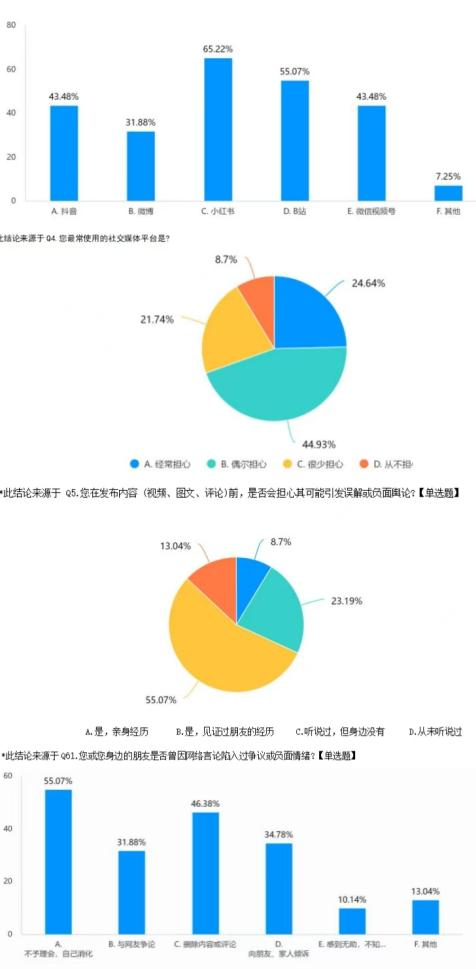 80
60
40
20
0
43.48%
31.88%
65.22%
55.07%
43.48%
7.25%
A. 抖音
B. 微博
C. 小红书
D. B站
E. 微信视频号
F. 其他
此结论来源于 Q4. 您最常使用的社交媒体平台是?
8.7%
24.64%
21.74%
44.93%
A. 经常担心 B. 偶尔担心 C. 很少担心 D. 从不担
*此结论来源于 Q5.您在发布内容（视频、图文、评论)前，是否会担心其可能引发误解或负面舆论?【单选题】
13.04%
8.7%
23.19%
55.07%
A.是，亲身经历 B.是，见证过朋友的经历 C.听说过，但身边没有 D.从未听说过
*此结论来源于Q61.您或您身边的朋友是否曾因网络言论陷入过争议或负面情绪？【单选题】
60
40
20
0
55.07%
31.88%
46.38%
34.78%
10.14%
13.04%
A.
不予理会，自己消化
B. 与网友争论
C. 删除内容或评论
D.
向朋友、家人倾诉
E. 感到无助，不知...
F. 其他